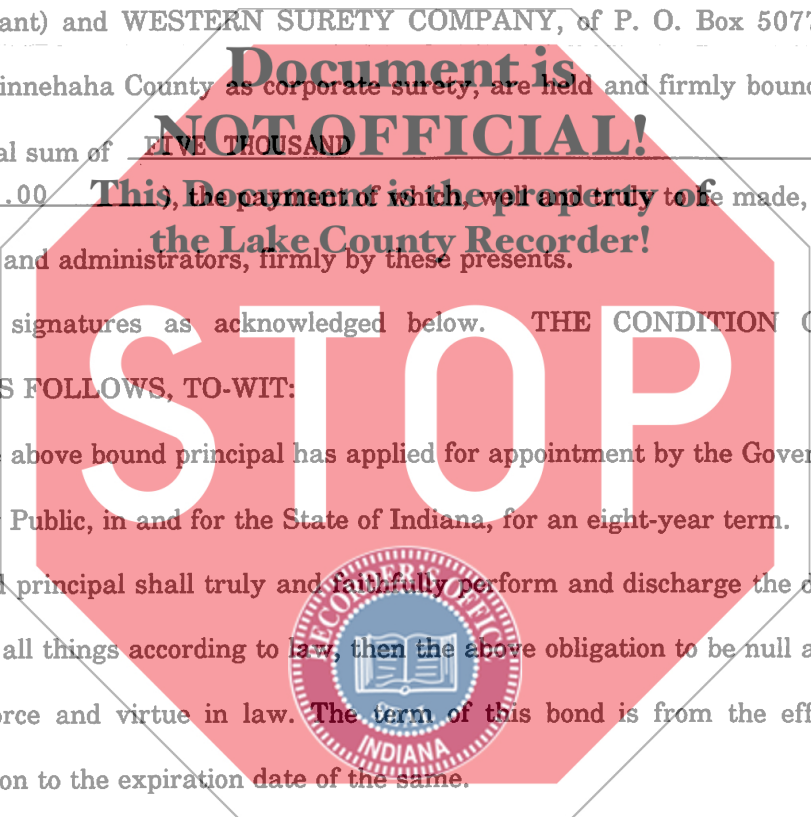 ant) and WESTERN SURETY COMPANY, of P. O. Box 5077
Document is
innehaha County as corporate surety, are held and firmly bound
NOT OFFICIAL!
al sum of FIVE THOUSAND
This Document is the property of
.00 ), the payment of which, well and truly to be made,
the Lake County Recorder!
and administrators, firmly by these presents.
signatures as acknowledged below. THE CONDITION
S FOLLOWS, TO-WIT:
STOP
above bound principal has applied for appointment by the Gover
Public, in and for the State of Indiana, for an eight-year term.
principal shall truly and faithfully perform and discharge the d
RECORDER'S OFFICE
all things according to law, then the above obligation to be null a
orce and virtue in law. The term of this bond is from the eff
INDIANA
on to the expiration date of the same.